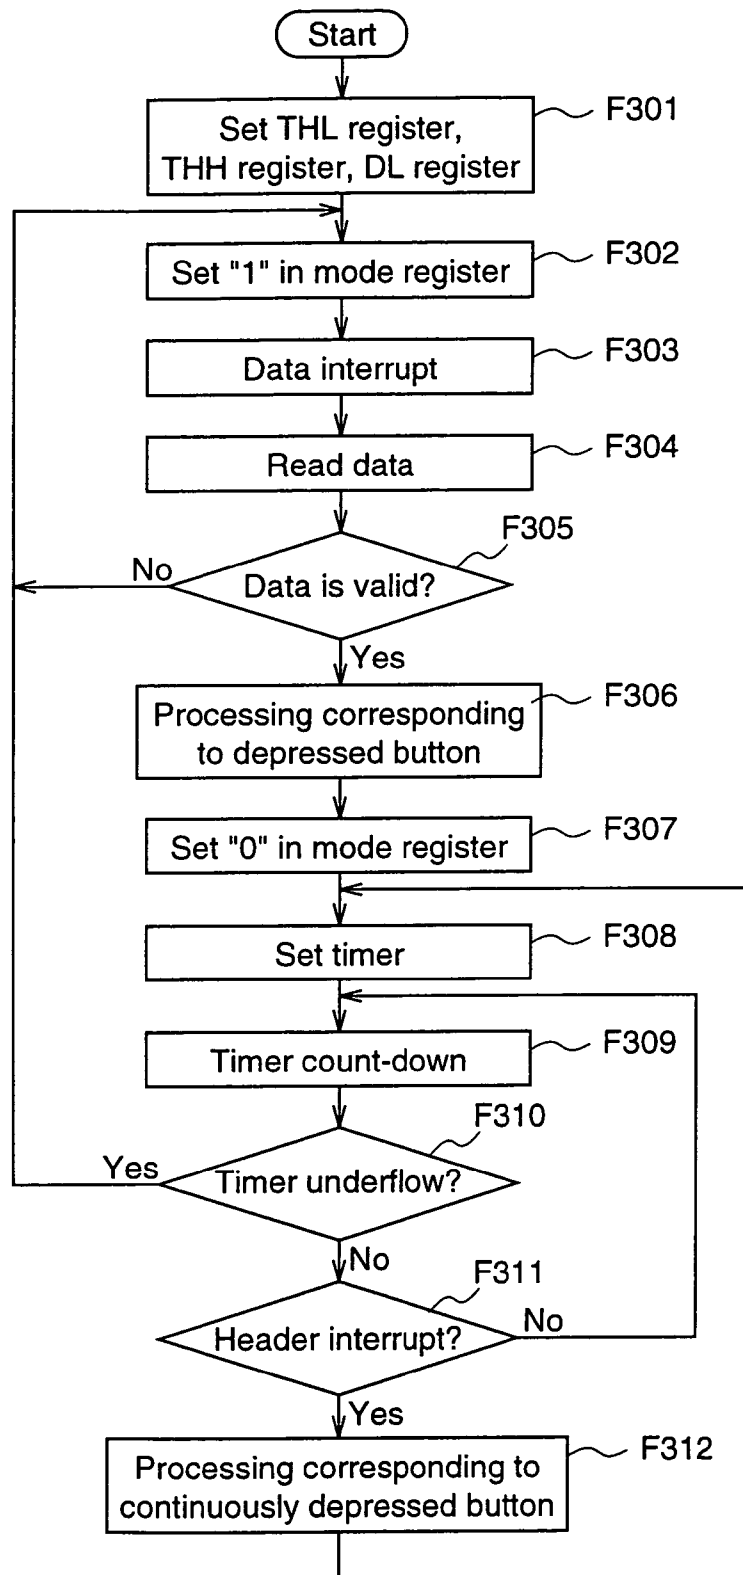 Start
F301
Set THL register,
THH register, DL register
F302
Set "1" in mode register
F303
Data interrupt
F304
Read data
F305
No
Data is valid?
Yes
F306
Processing corresponding
to depressed button
F307
Set "0" in mode register
F308
Set timer
F309
Timer count-down
F310
Yes
Timer underflow?
No
F311
Header interrupt?
No
Yes
F312
Processing corresponding to
continuously depressed button